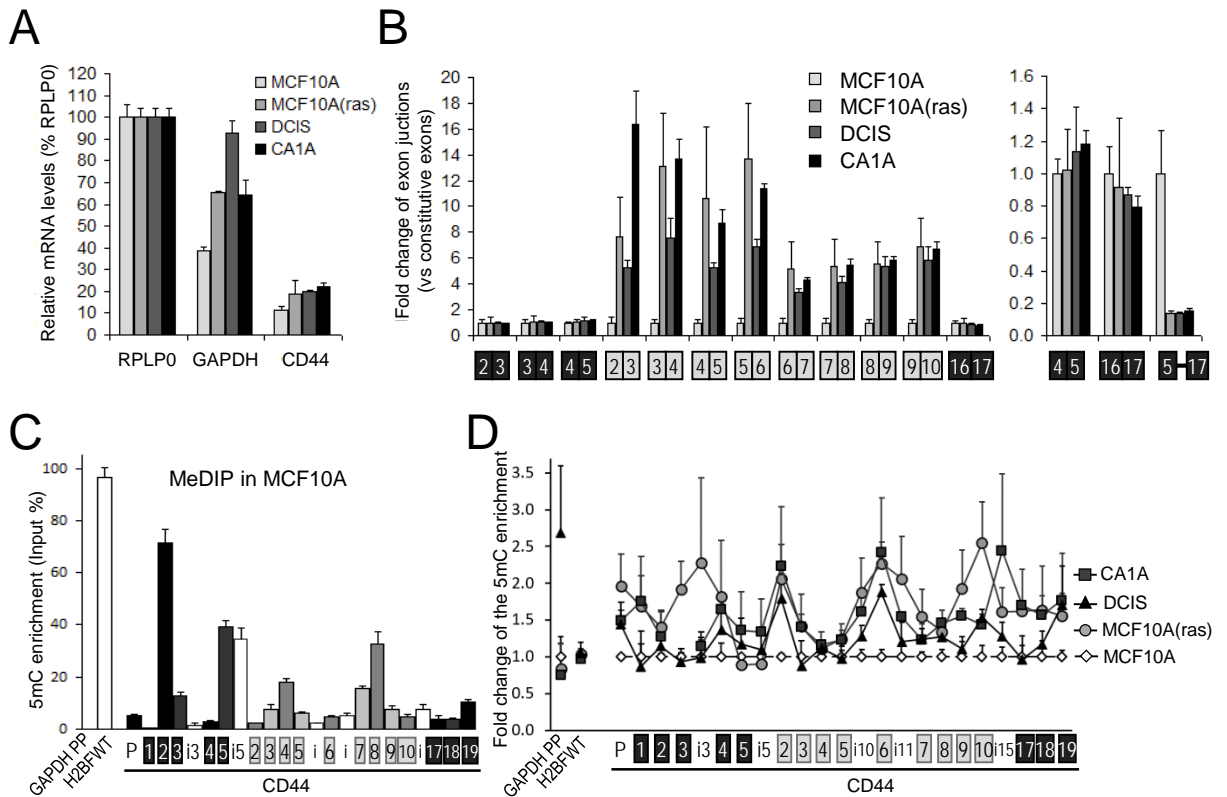 A
Relative mRNA levels (% RPLP0)
120
110
100
90
80
70
60
50
40
30
20
10
0
MCF10A
MCF10A(ras)
DCIS
CA1A
RPLP0 GAPDH CD44
B
Fold change of exon juctions
(vs constitutive exons)
20
18
16
14
12
10
8
6
4
2
0
MCF10A
MCF10A(ras)
DCIS
CA1A
2 3 3 4 4 5 2 3 3 4 4 5 5 6 6 7 7 8 8 9 9 10 16 17
1.6
1.4
1.2
1.0
0.8
0.6
0.4
0.2
0.0
4 5 16 17 5 17
C
5mC enrichment (Input %)
100
80
60
40
20
0
MeDIP in MCF10A
GAPDH PP
H2BFWT
P 1 2 3 i3 4 5 i5 2 3 4 5 i 6 i 7 8 9 10 i 17 18 19
CD44
D
Fold change of the 5mC enrichment
3.5
3.0
2.5
2.0
1.5
1.0
0.5
0.0
CA1A
DCIS
MCF10A(ras)
MCF10A
GAPDH PP
H2BFWT
P 1 2 3 i3 4 5 i5 2 3 4 5 i10 6 i11 7 8 9 10 i15 17 18 19
CD44